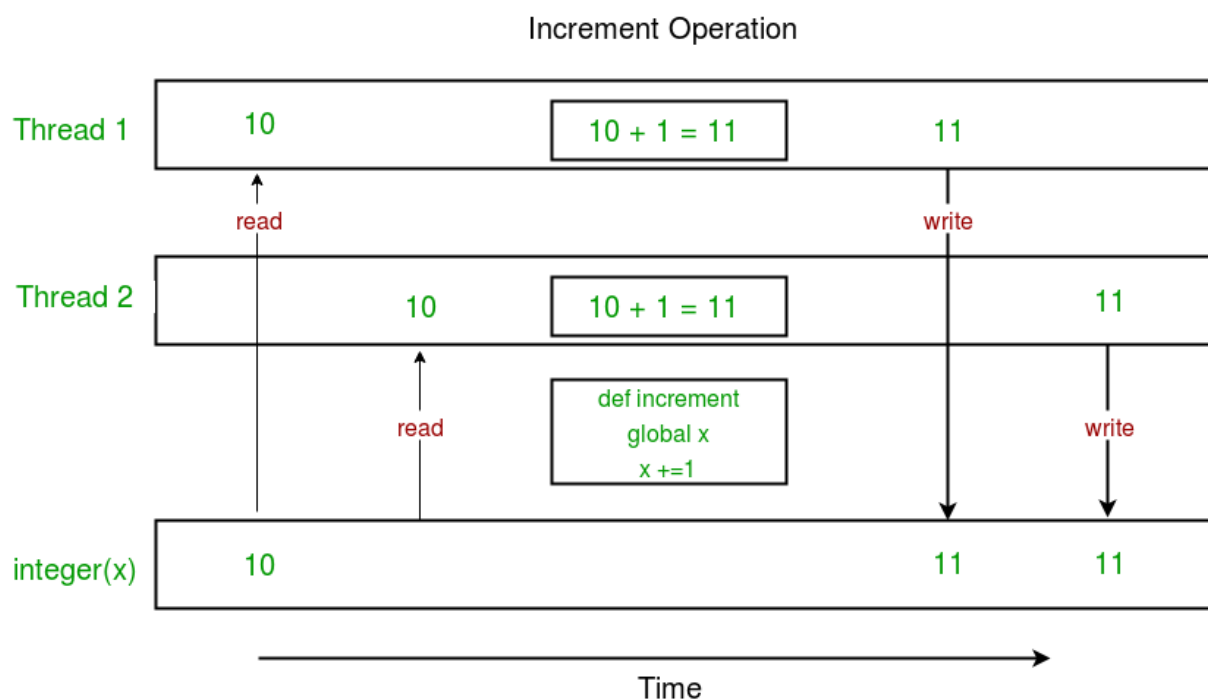 Increment Operation
Thread 1
10
10 + 1 = 11
11
read
write
Thread 2
10
10 + 1 = 11
11
read
def increment
global x
x +=1
write
integer(x)
10
11
11
Time